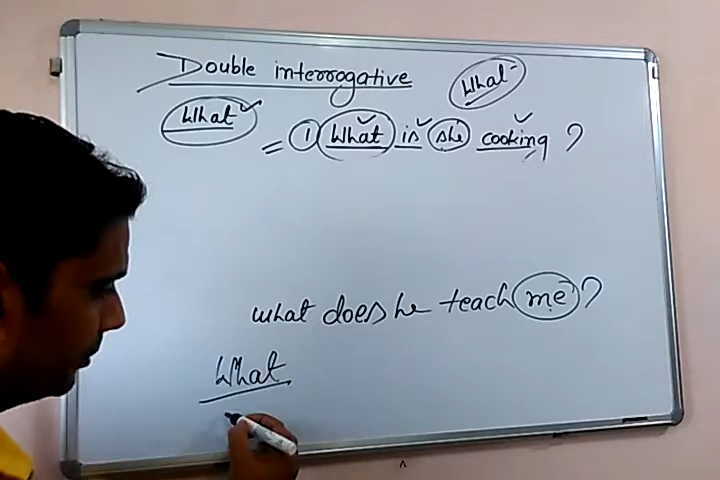 Double interrogative
What
What
= 1 What is she cooking ?
what does he teach me ?
What